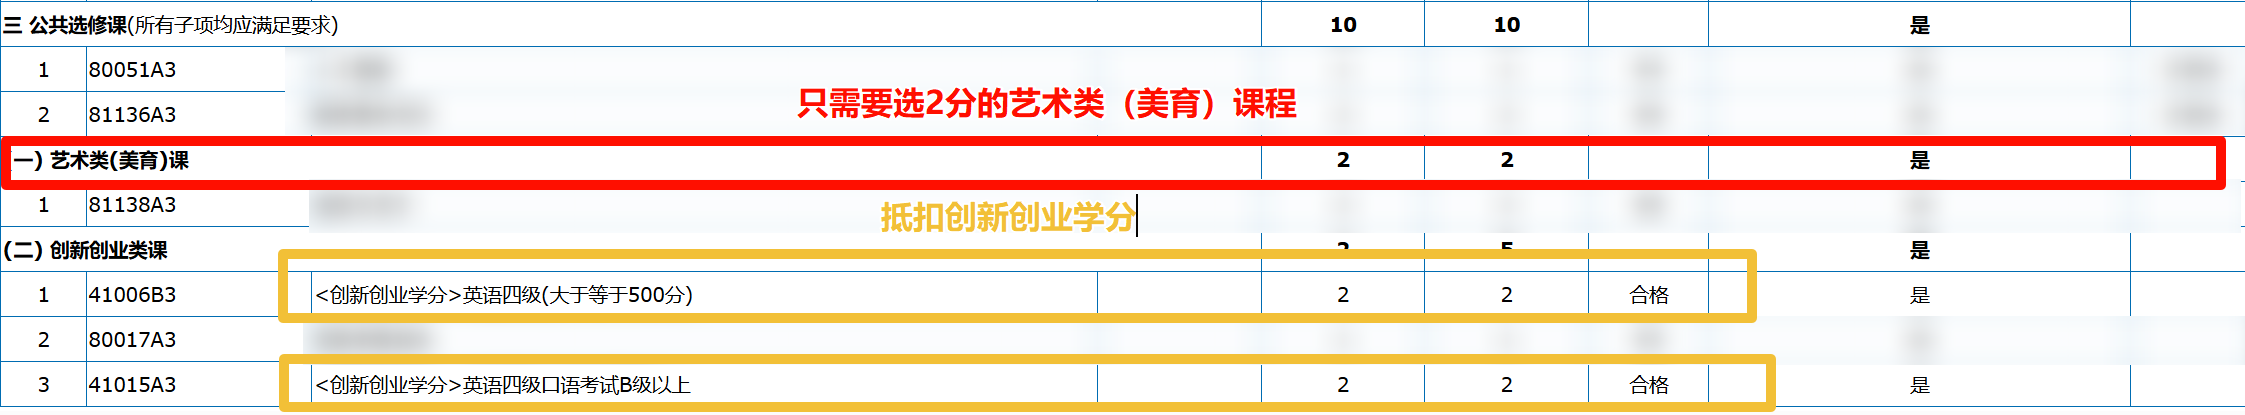 三 公共选修课(所有子项均应满足要求) 10 10 是
1 80051A3
只需要选2分的艺术类（美育）课程
2 81136A3
一) 艺术类(美育)课 2 2 是
1 81138A3
抵扣创新创业学分
(二) 创新创业类课 2 5 是
1 41006B3 <创新创业学分>英语四级(大于等于500分) 2 2 合格 是
2 80017A3
3 41015A3 <创新创业学分>英语四级口语考试B级以上 2 2 合格 是